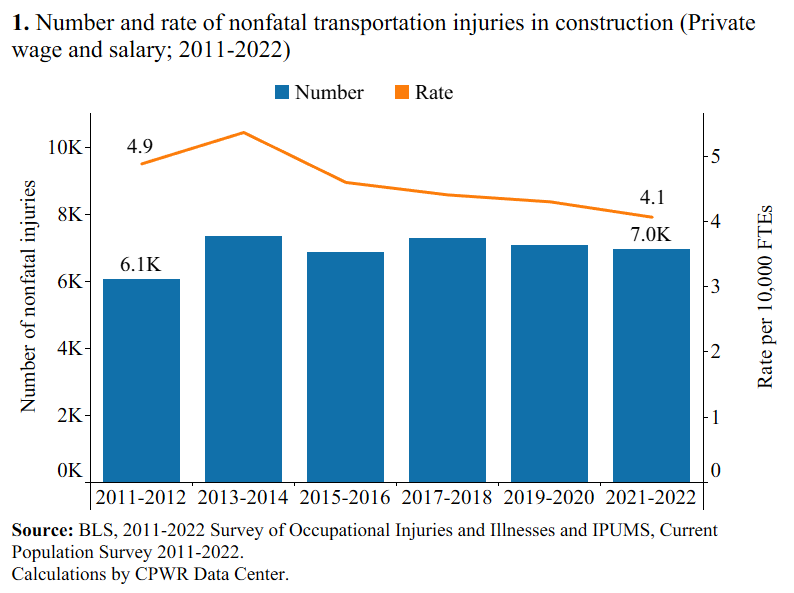 1. Number and rate of nonfatal transportation injuries in construction (Private
wage and salary; 2011-2022)
Number Rate
10K
8K
6K
4K
2K
0K
Number of nonfatal injuries
4.9
6.1K
4.1
7.0K
5
4
3
2
1
0
Rate per 10,000 FTEs
2011-2012 2013-2014 2015-2016 2017-2018 2019-2020 2021-2022
Source: BLS, 2011-2022 Survey of Occupational Injuries and Illnesses and IPUMS, Current
Population Survey 2011-2022.
Calculations by CPWR Data Center.